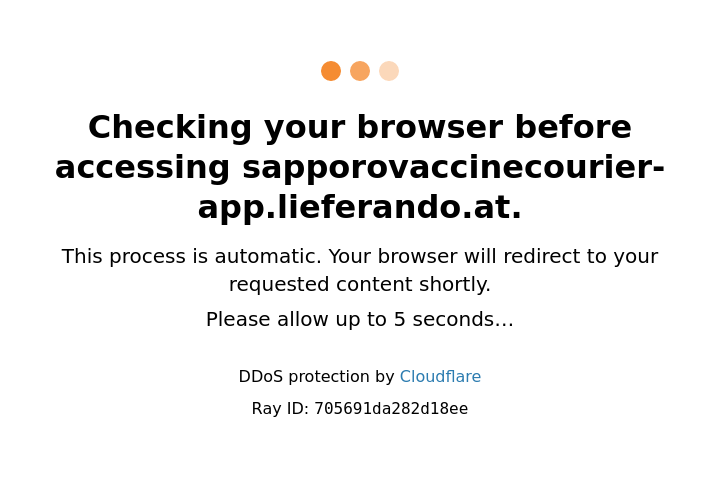 Checking your browser before
accessing sapporovaccinecourier-
app.lieferando.at.
This process is automatic. Your browser will redirect to your
requested content shortly.
Please allow up to 5 seconds…
DDoS protection by Cloudflare
Ray ID: 705691da282d18ee